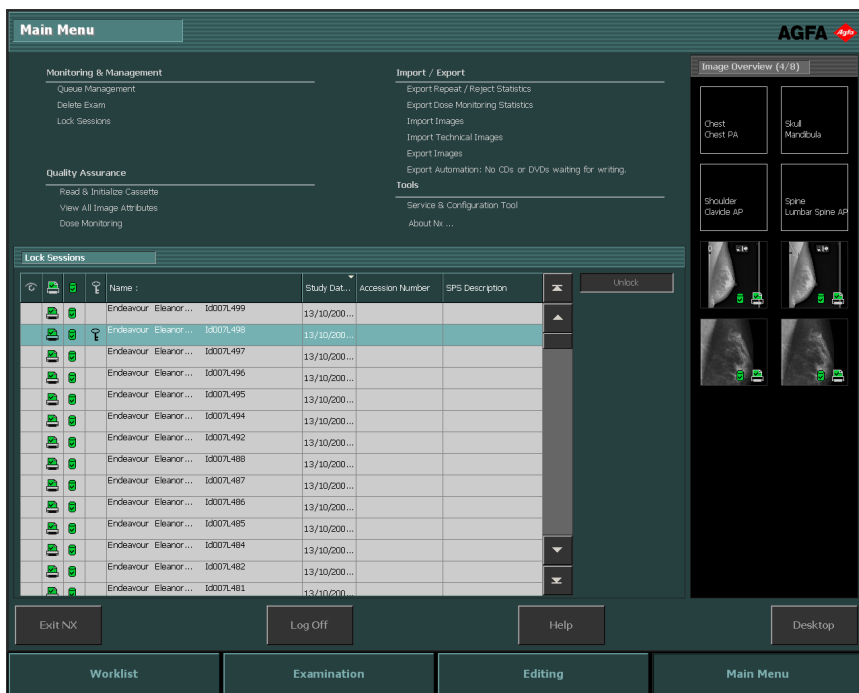 Main Menu
AGFA Agfa
Monitoring & Management
Queue Management
Delete Exam
Lock Sessions
Quality Assurance
Read & Initialize Cassette
View All Image Attributes
Dose Monitoring
Import / Export
Export Repeat / Reject Statistics
Export Dose Monitoring Statistics
Import Images
Import Technical Images
Export Images
Export Automation: No CDs or DVDs waiting for writing.
Tools
Service & Configuration Tool
About Nx ...
Image Overview (4/8)
Chest
Chest PA
Skull
Mandibula
Shoulder
Clavicle AP
Spine
Lumbar Spine AP
Lock Sessions
Name : Study Dat... Accession Number SPS Description
Unlock
Endeavour Eleanor... Id007L499 13/10/200...
Endeavour Eleanor... Id007L498 13/10/200...
Endeavour Eleanor... Id007L497 13/10/200...
Endeavour Eleanor... Id007L496 13/10/200...
Endeavour Eleanor... Id007L495 13/10/200...
Endeavour Eleanor... Id007L494 13/10/200...
Endeavour Eleanor... Id007L492 13/10/200...
Endeavour Eleanor... Id007L488 13/10/200...
Endeavour Eleanor... Id007L487 13/10/200...
Endeavour Eleanor... Id007L486 13/10/200...
Endeavour Eleanor... Id007L485 13/10/200...
Endeavour Eleanor... Id007L484 13/10/200...
Endeavour Eleanor... Id007L482 13/10/200...
Endeavour Eleanor... Id007L481 13/10/200...
Exit NX
Log Off
Help
Desktop
Worklist
Examination
Editing
Main Menu